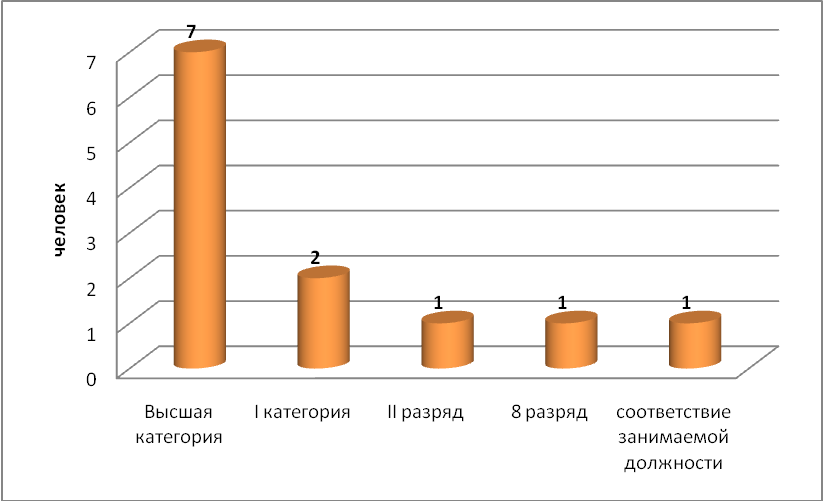 7
2
1
1
1
7
6
5
4
3
2
1
0
человек
Высшая
категория
I категория
II разряд
8 разряд
соответствие
занимаемой
должности